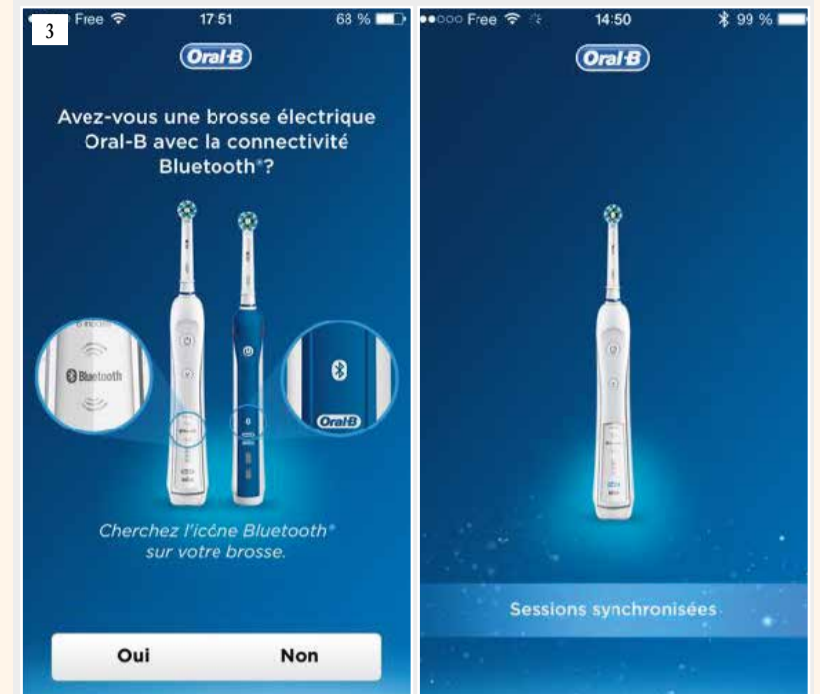 3
Free 17:51 68 %
Oral-B
Avez-vous une brosse électrique
Oral-B avec la connectivité
Bluetooth®?
Bluetooth
Oral-B
Cherchez l'icône Bluetooth®
sur votre brosse.
Oui Non
Free 14:50 99 %
Oral-B
Sessions synchronisées